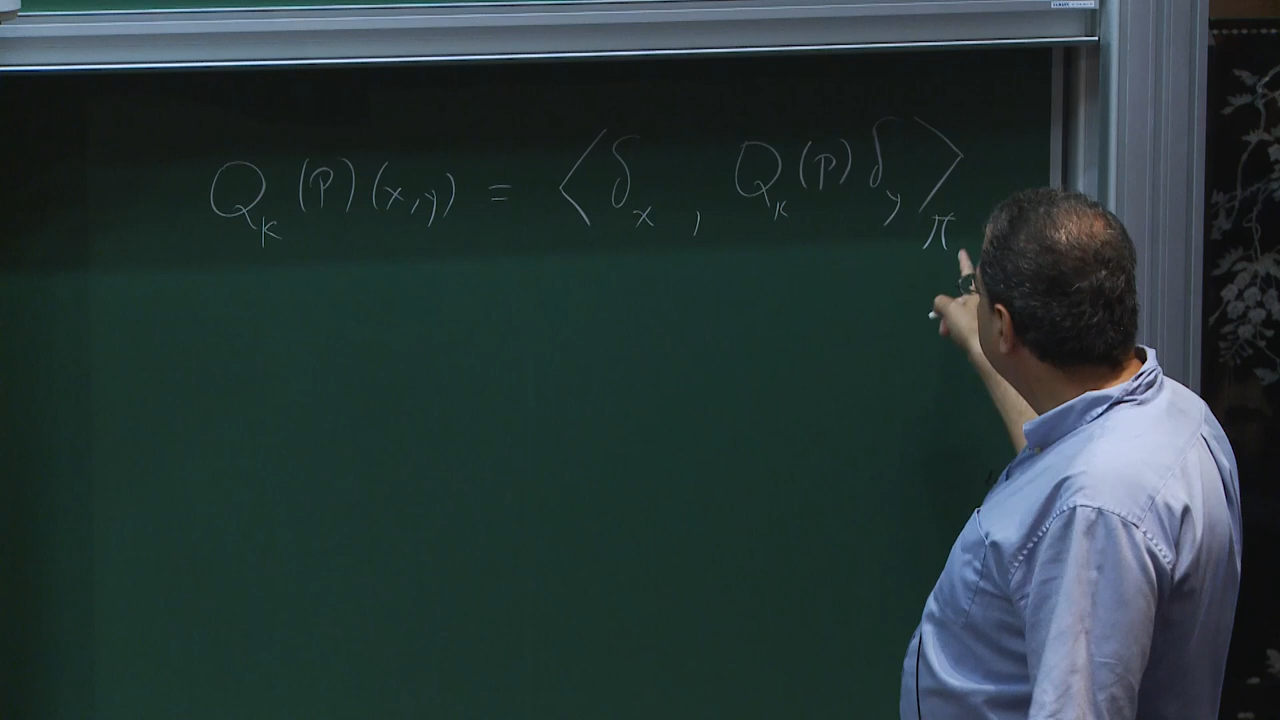 Q_k (P) (x,y) = ⟨ δ_x , Q_k (P) δ_y ⟩_π